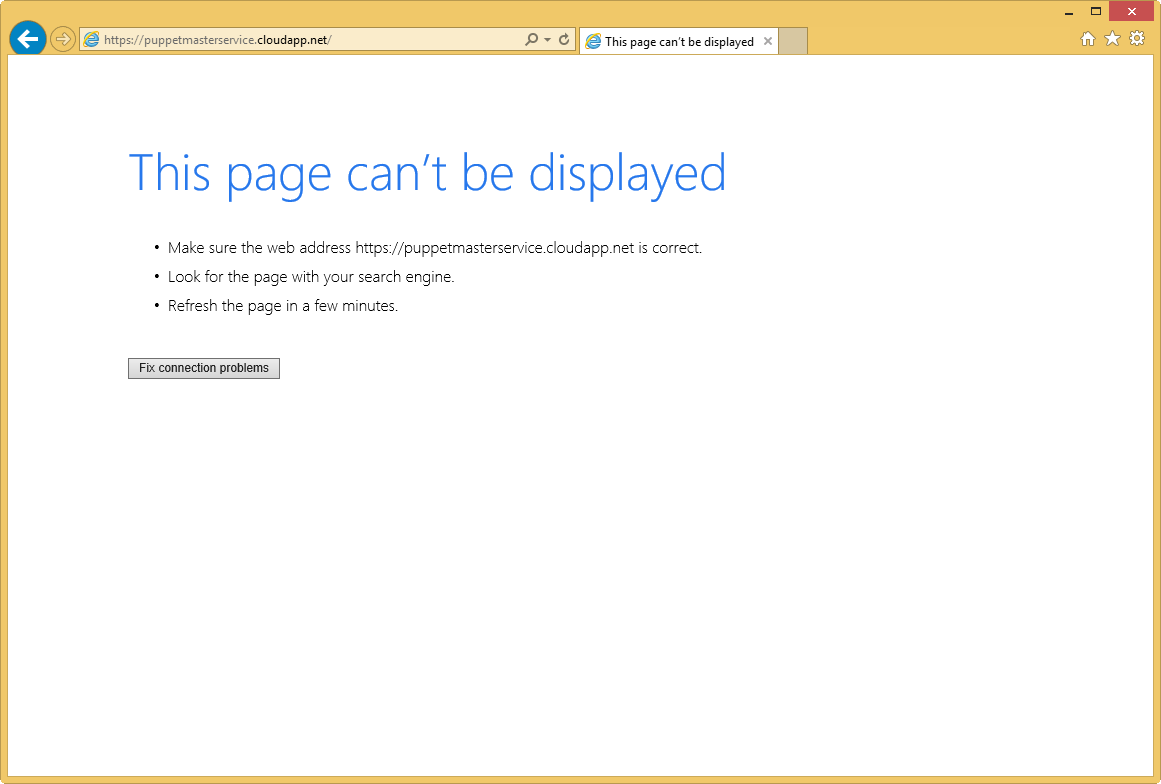 https://puppetmasterservice.cloudapp.net/
This page can't be displayed
This page can't be displayed
• Make sure the web address https://puppetmasterservice.cloudapp.net is correct.
• Look for the page with your search engine.
• Refresh the page in a few minutes.
Fix connection problems